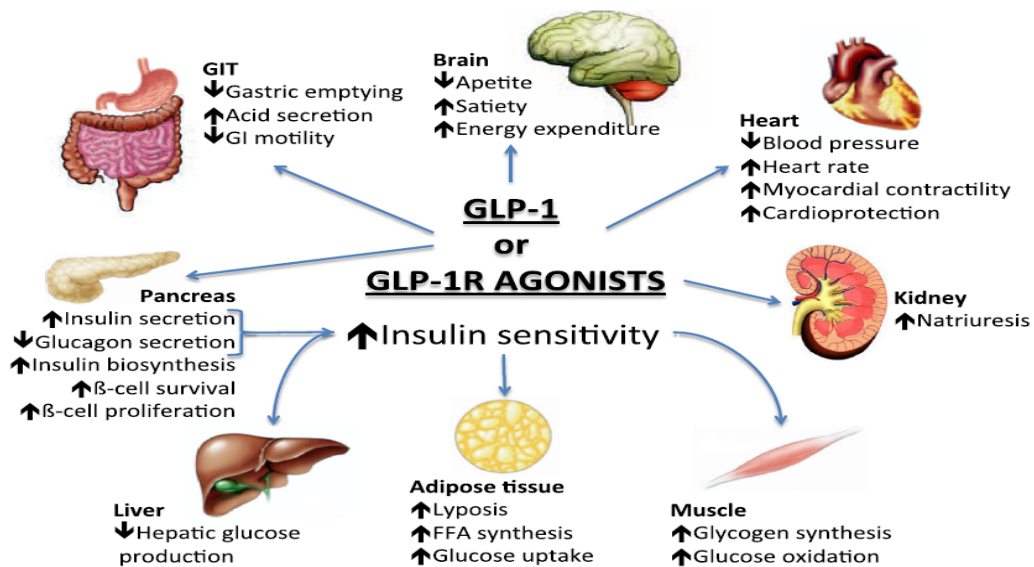 GIT
↓Gastric emptying
↑Acid secretion
↓GI motility
Brain
↓Apetite
↑Satiety
↑Energy expenditure
Heart
↓Blood pressure
↑Heart rate
↑Myocardial contractility
↑Cardioprotection
GLP-1
or
GLP-1R AGONISTS
Pancreas
↑Insulin secretion
↓Glucagon secretion
↑Insulin biosynthesis
↑ß-cell survival
↑ß-cell proliferation
↑Insulin sensitivity
Kidney
↑Natriuresis
Liver
↓Hepatic glucose
production
Adipose tissue
↑Lyposis
↑FFA synthesis
↑Glucose uptake
Muscle
↑Glycogen synthesis
↑Glucose oxidation